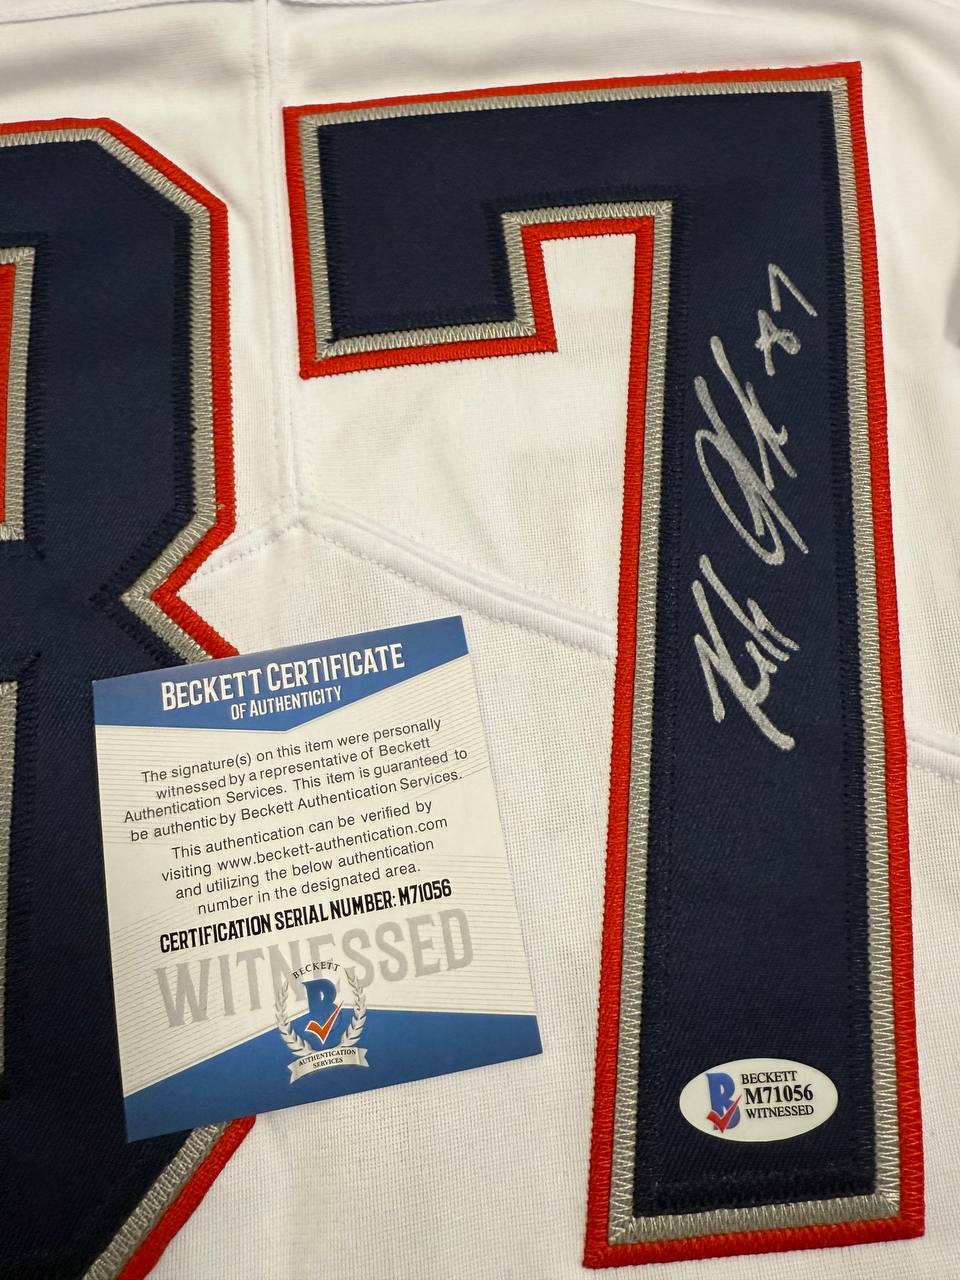 87
87
BECKETT CERTIFICATE
OF AUTHENTICITY
The signature(s) on this item were personally
witnessed by a representative of Beckett
Authentication Services. This item is guaranteed to
be authentic by Beckett Authentication Services.
This authentication can be verified by
visiting www.beckett-authentication.com
and utilizing the below authentication
number in the designated area.
CERTIFICATION SERIAL NUMBER: M71056
WITNESSED
BECKETT
B
AUTHENTICATION
SERVICES
B
BECKETT
M71056
WITNESSED